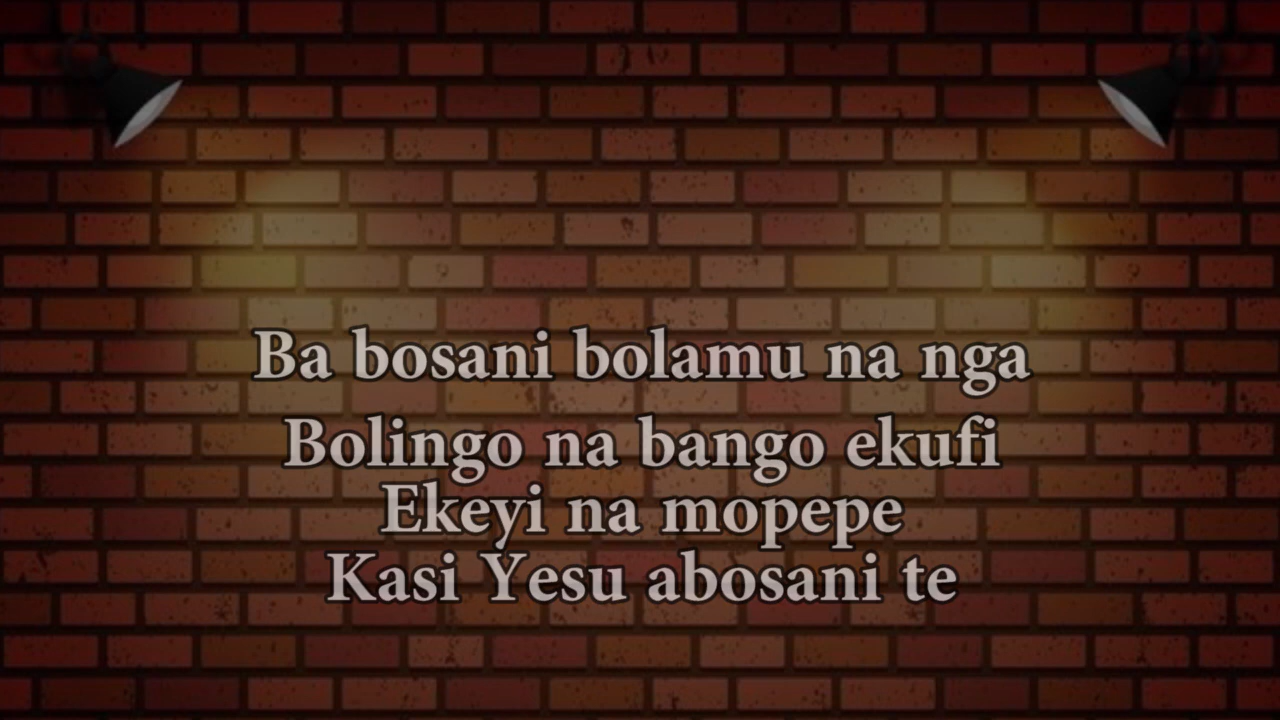 Ba bosani bolamu na nga
Bolingo na bango ekufi
Ekeyi na mopepe
Kasi Yesu abosani te